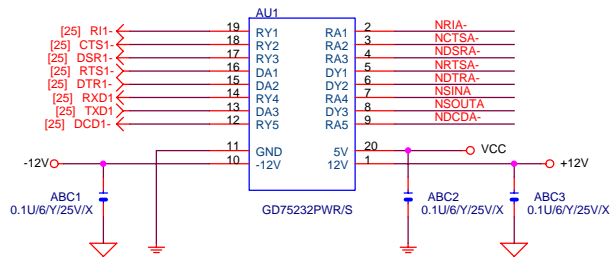 AU1
[25] RI1- 19 RY1 RA1 2 NRIA-
[25] CTS1- 18 RY2 RA2 3 NCTSA-
[25] DSR1- 17 RY3 RA3 4 NDSRA-
[25] RTS1- 16 DA1 DY1 5 NRTSA-
[25] DTR1- 15 DA2 DY2 6 NDTRA-
[25] RXD1 14 RY4 RA4 7 NSINA
[25] TXD1 13 DA3 DY3 8 NSOUTA
[25] DCD1- 12 RY5 RA5 9 NDCDA-
11 GND 5V 20 VCC
-12V 10 -12V 12V 1 +12V
ABC1 ABC2 ABC3
0.1U/6/Y/25V/X 0.1U/6/Y/25V/X 0.1U/6/Y/25V/X
GD75232PWR/S